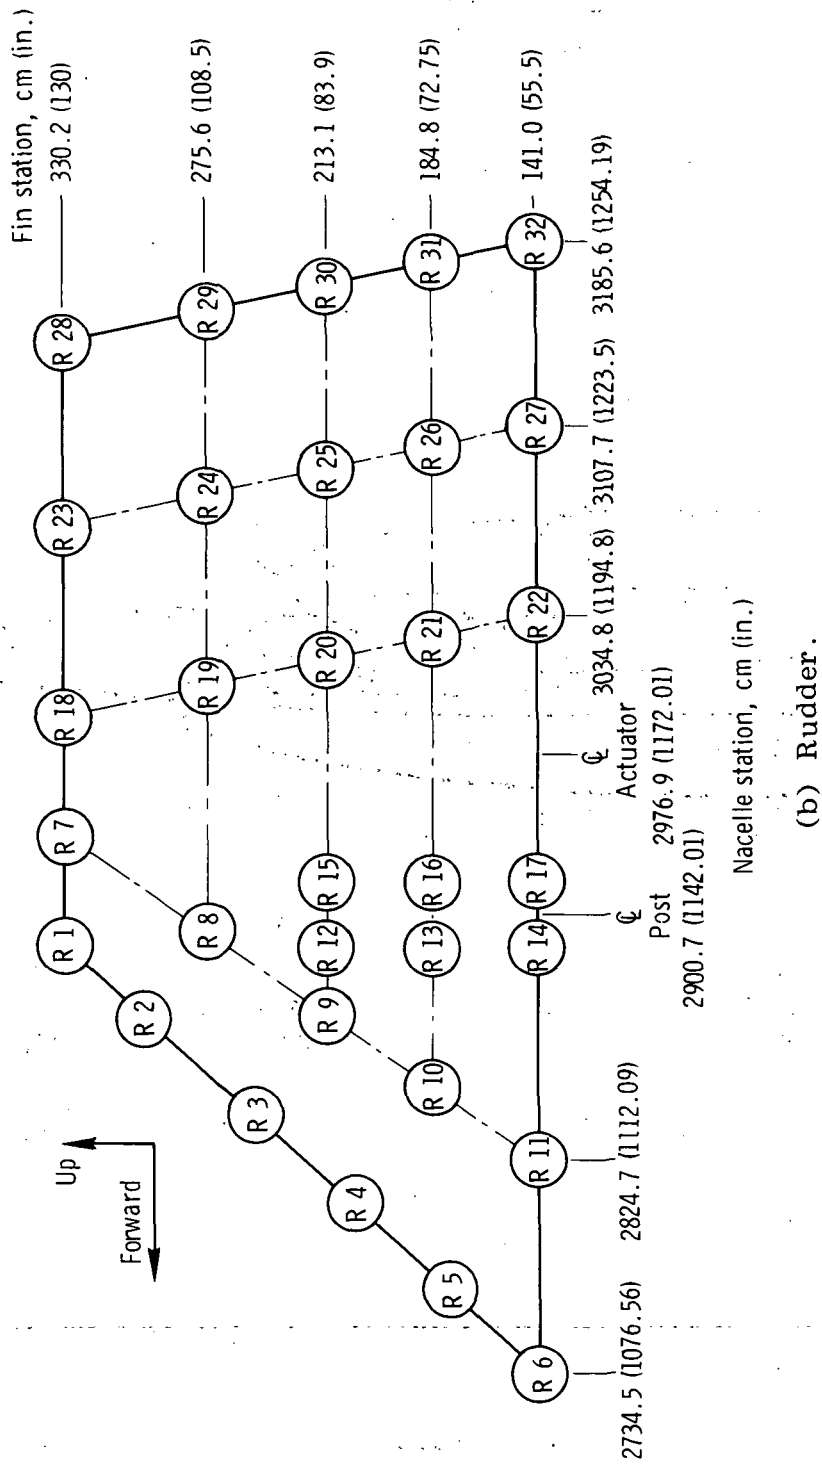 Fin station, cm (in.)
330.2 (130)
275.6 (108.5)
213.1 (83.9)
184.8 (72.75)
141.0 (55.5)
Up
Forward
R 1
R 7
R 18
R 23
R 28
R 2
R 8
R 19
R 24
R 29
R 3
R 9
R 12
R 15
R 20
R 25
R 30
R 4
R 10
R 13
R 16
R 21
R 26
R 31
R 5
R 6
R 11
R 14
R 17
R 22
R 27
R 32
2734.5 (1076.56)
2824.7 (1112.09)
℄
Post
2900.7 (1142.01)
℄
Actuator
2976.9 (1172.01)
3034.8 (1194.8)
3107.7 (1223.5)
3185.6 (1254.19)
Nacelle station, cm (in.)
(b) Rudder.